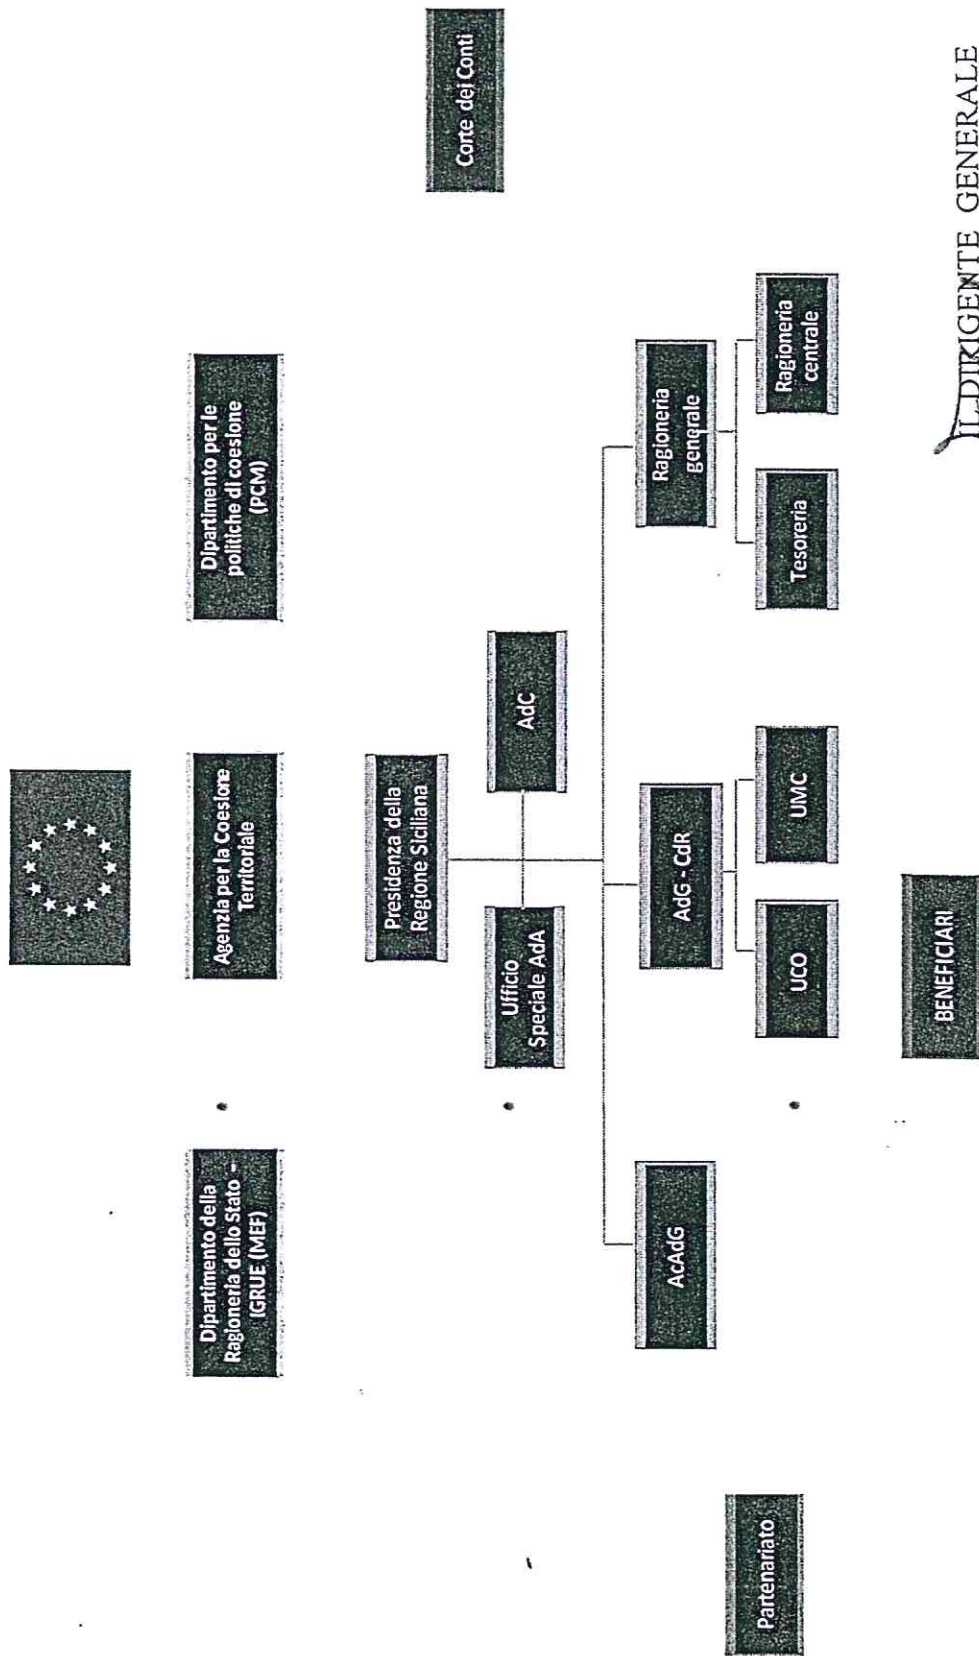 Dipartimento della
Ragioneria dello Stato –
IGRUE (MEF)
Agenzia per la Coesione
Territoriale
Dipartimento per le
politiche di coesione
(PCM)
Presidenza della
Regione Siciliana
Corte dei Conti
Ufficio
Speciale AdA
AdC
AcAdG
AdG - CdR
Ragioneria
generale
Partenariato
UCO
UMC
Tesoreria
Ragioneria
centrale
BENEFICIARI
IL DIRIGENTE GENERALE